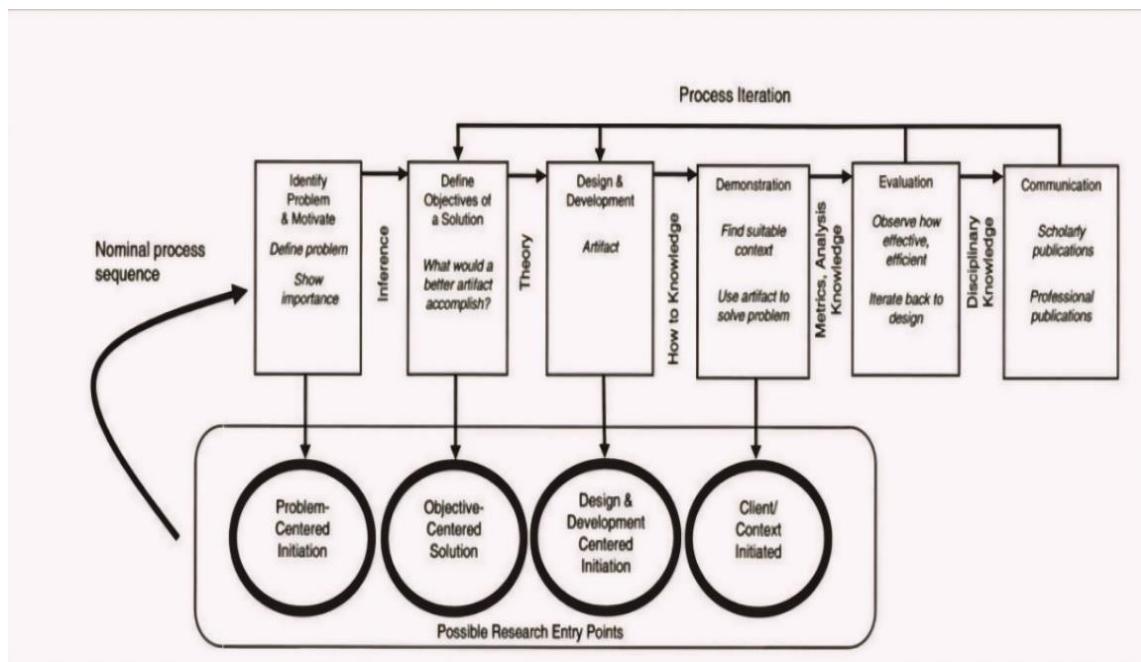 Process Iteration
Nominal process
sequence
Identify
Problem
& Motivate
Define problem
Show
importance
Inference
Define
Objectives of
a Solution
What would a
better artifact
accomplish?
Theory
Design &
Development
Artifact
How to Knowledge
Demonstration
Find suitable
context
Use artifact to
solve problem
Metrics, Analysis
Knowledge
Evaluation
Observe how
effective,
efficient
Iterate back to
design
Disciplinary
Knowledge
Communication
Scholarly
publications
Professional
publications
Problem-
Centered
Initiation
Objective-
Centered
Solution
Design &
Development
Centered
Initiation
Client/
Context
Initiated
Possible Research Entry Points